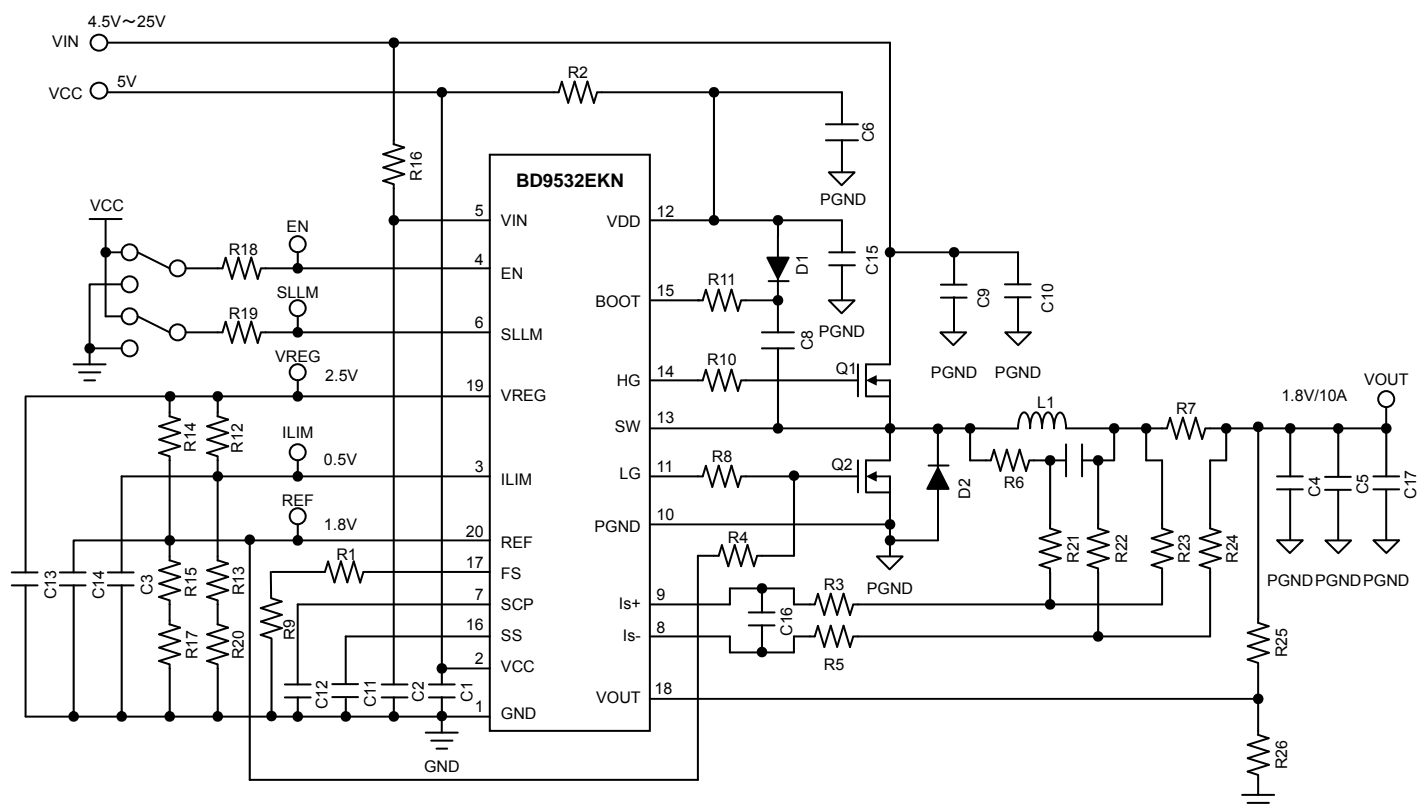 4.5V～25V
VIN
VCC
5V
R2
C6
PGND
R16
BD9532EKN
VCC
EN
R18
SLLM
R19
VREG
2.5V
ILIM
0.5V
REF
1.8V
5
VIN
4
EN
6
SLLM
19
VREG
3
ILIM
20
REF
17
FS
7
SCP
16
SS
2
VCC
1
GND
VDD
12
BOOT
15
HG
14
SW
13
LG
11
PGND
10
Is+
9
Is-
8
VOUT
18
D1
C15
PGND
R11
C8
R10
Q1
C9
C10
PGND
PGND
R8
Q2
D2
R4
PGND
L1
R6
R7
1.8V/10A
VOUT
C4
C5
C17
PGND
PGND
PGND
R21
R22
R23
R24
R3
C16
R5
R25
R26
R14
R12
R1
C13
C14
C3
R15
R13
R9
R17
R20
C12
C11
C2
C1
GND